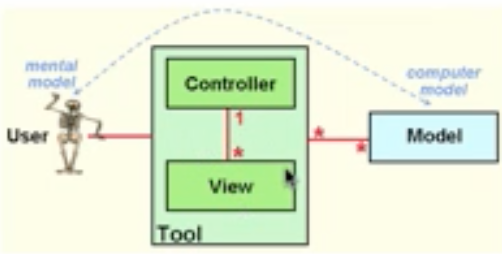 mental
model
computer
model
User
Controller
1
*
View
Tool
*
*
Model